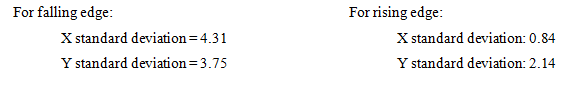 For falling edge:
X standard deviation = 4.31
Y standard deviation = 3.75
For rising edge:
X standard deviation: 0.84
Y standard deviation: 2.14